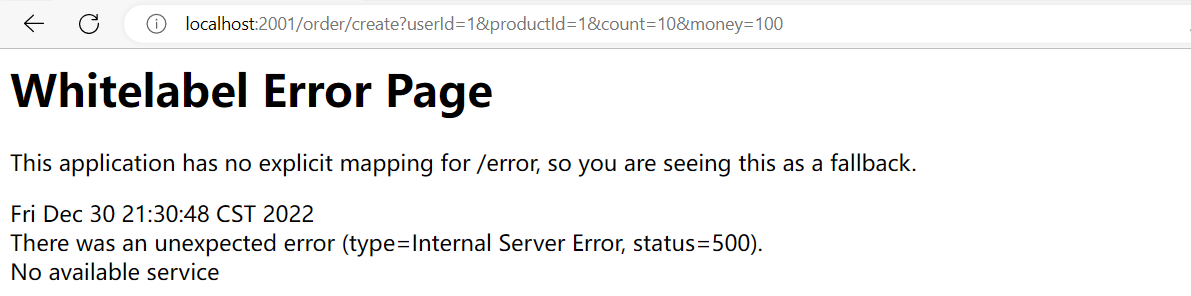 localhost:2001/order/create?userId=1&productId=1&count=10&money=100
Whitelabel Error Page
This application has no explicit mapping for /error, so you are seeing this as a fallback.
Fri Dec 30 21:30:48 CST 2022
There was an unexpected error (type=Internal Server Error, status=500).
No available service